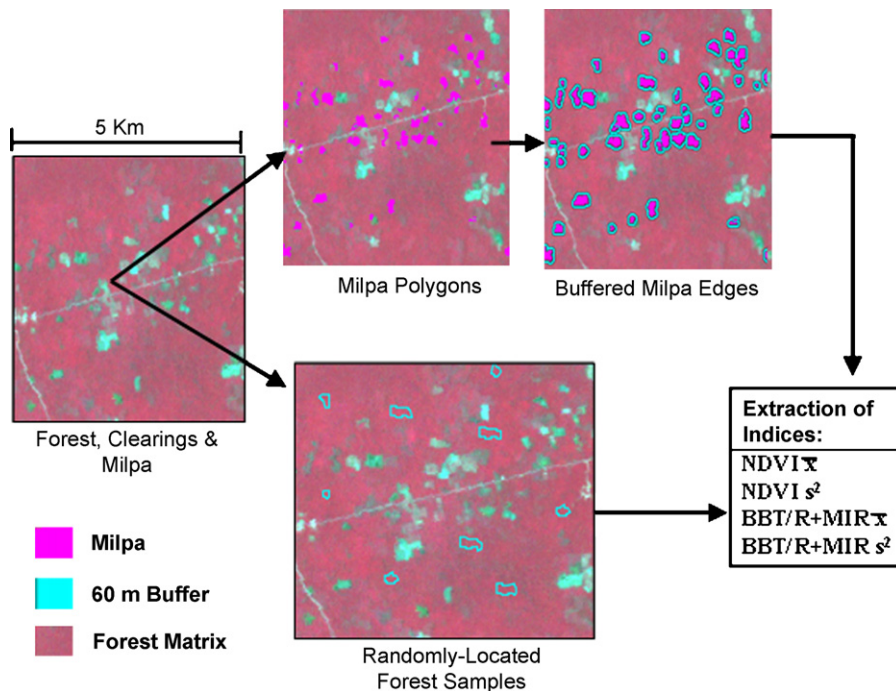 5 Km
Milpa Polygons
Buffered Milpa Edges
Forest, Clearings &
Milpa
Extraction of
Indices:
NDVI x̅
NDVI s²
BBT/R+MIR x̅
BBT/R+MIR s²
Milpa
60 m Buffer
Forest Matrix
Randomly-Located
Forest Samples